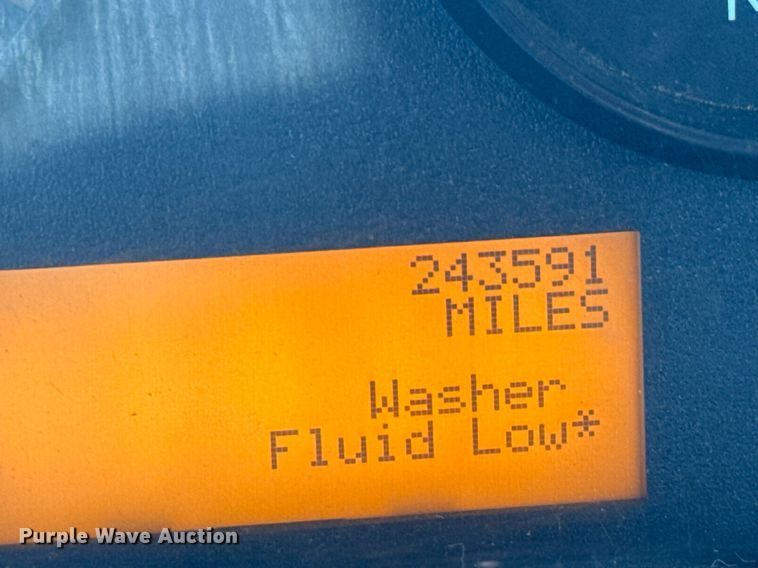 243591
MILES
Washer
Fluid Low*
Purple Wave Auction